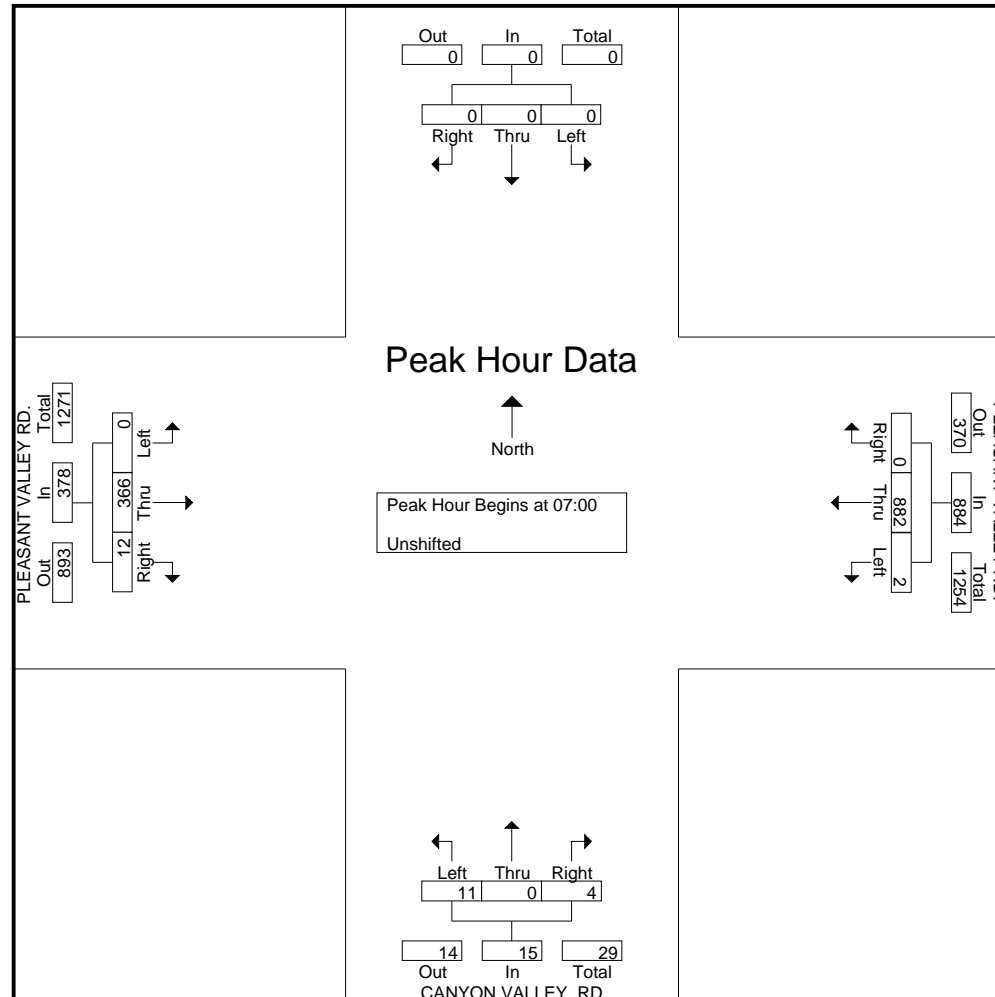 Out In Total
0 0 0
0 0 0
Right Thru Left
Peak Hour Data
North
Peak Hour Begins at 07:00
Unshifted
PLEASANT VALLEY RD.
Out In Total
893 378 1271
Right Thru Left
12 366 0
Out In Total
370 884 1254
Right Thru Left
0 882 2
Left Thru Right
11 0 4
14 15 29
Out In Total
CANYON VALLEY RD